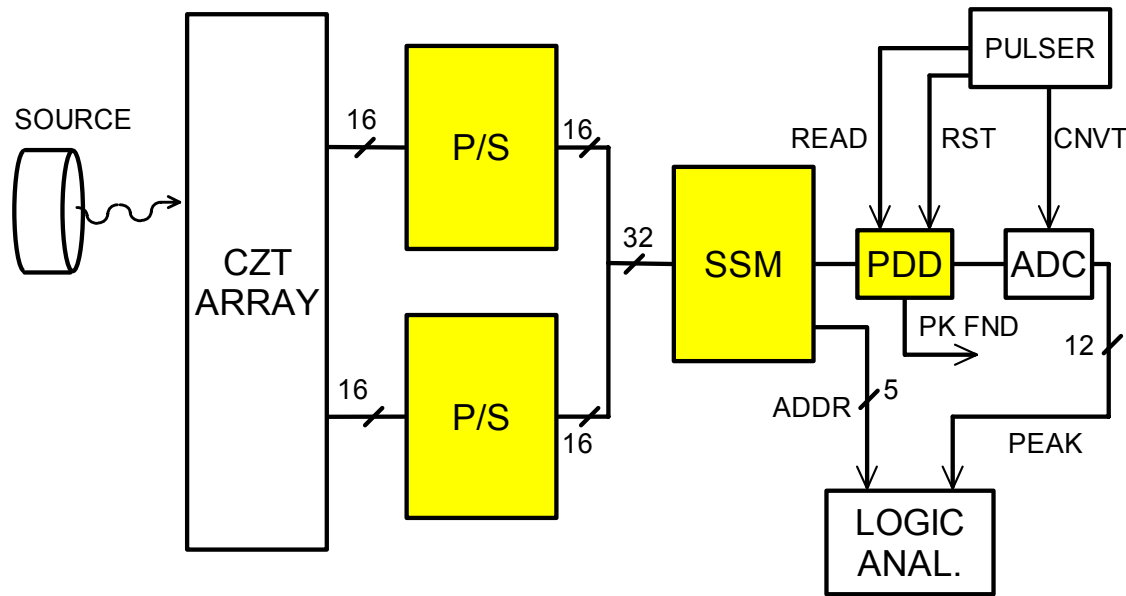 SOURCE
CZT
ARRAY
16
P/S
16
16
P/S
16
32
SSM
PULSER
READ
RST
CNVT
PDD
ADC
PK FND
12
ADDR
5
PEAK
LOGIC
ANAL.